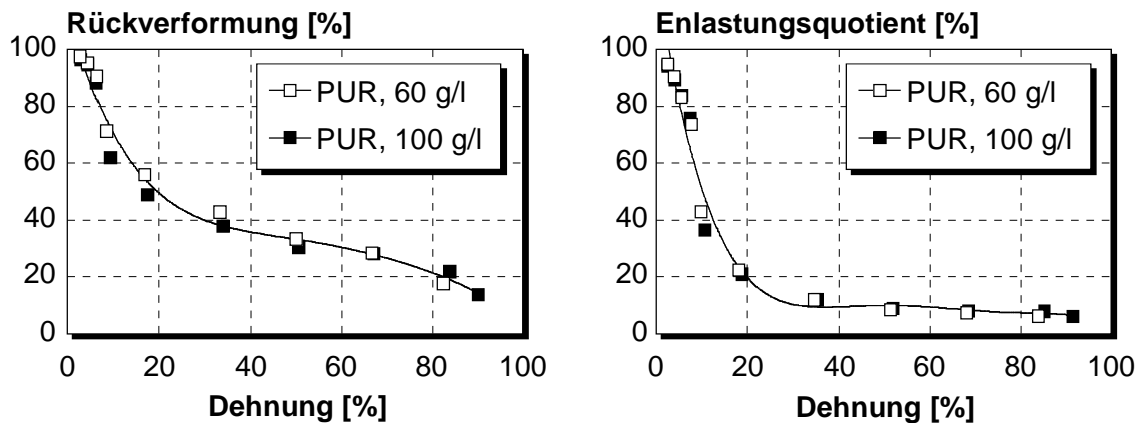 Rückverformung [%]
100
80
60
40
20
0
0 20 40 60 80 100
Dehnung [%]
PUR, 60 g/l
PUR, 100 g/l
Enlastungsquotient [%]
100
80
60
40
20
0
0 20 40 60 80 100
Dehnung [%]
PUR, 60 g/l
PUR, 100 g/l